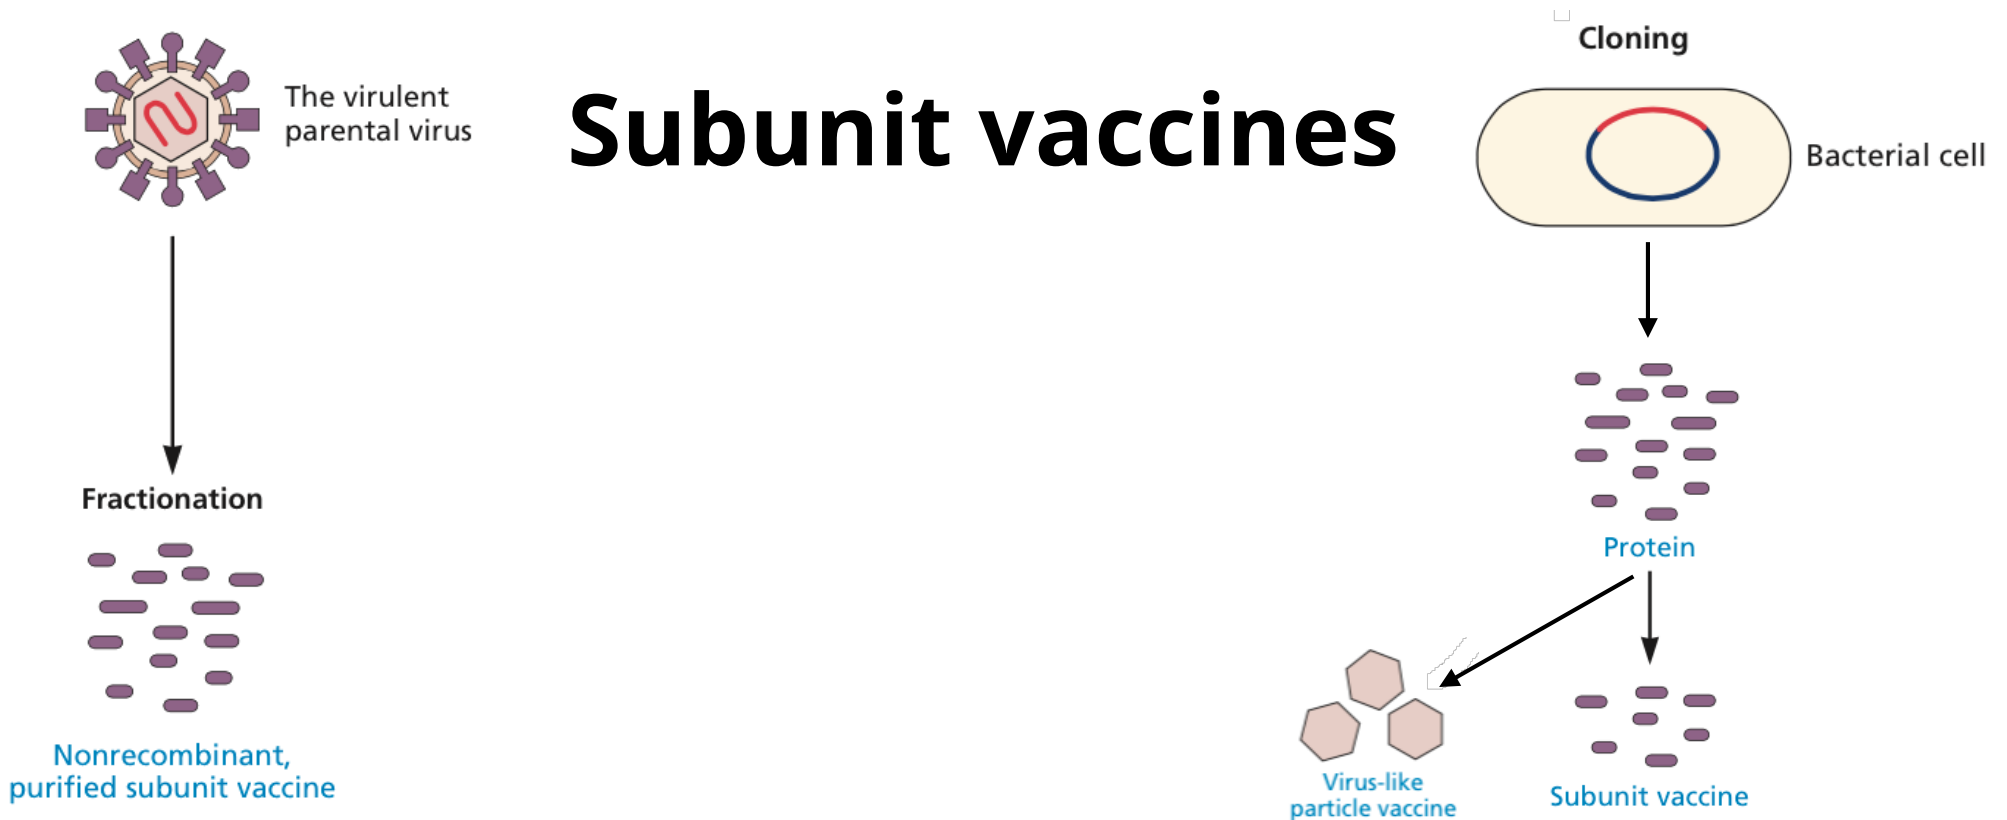 Subunit vaccines
The virulent
parental virus
Fractionation
Nonrecombinant,
purified subunit vaccine
Cloning
Bacterial cell
Protein
Virus-like
particle vaccine
Subunit vaccine